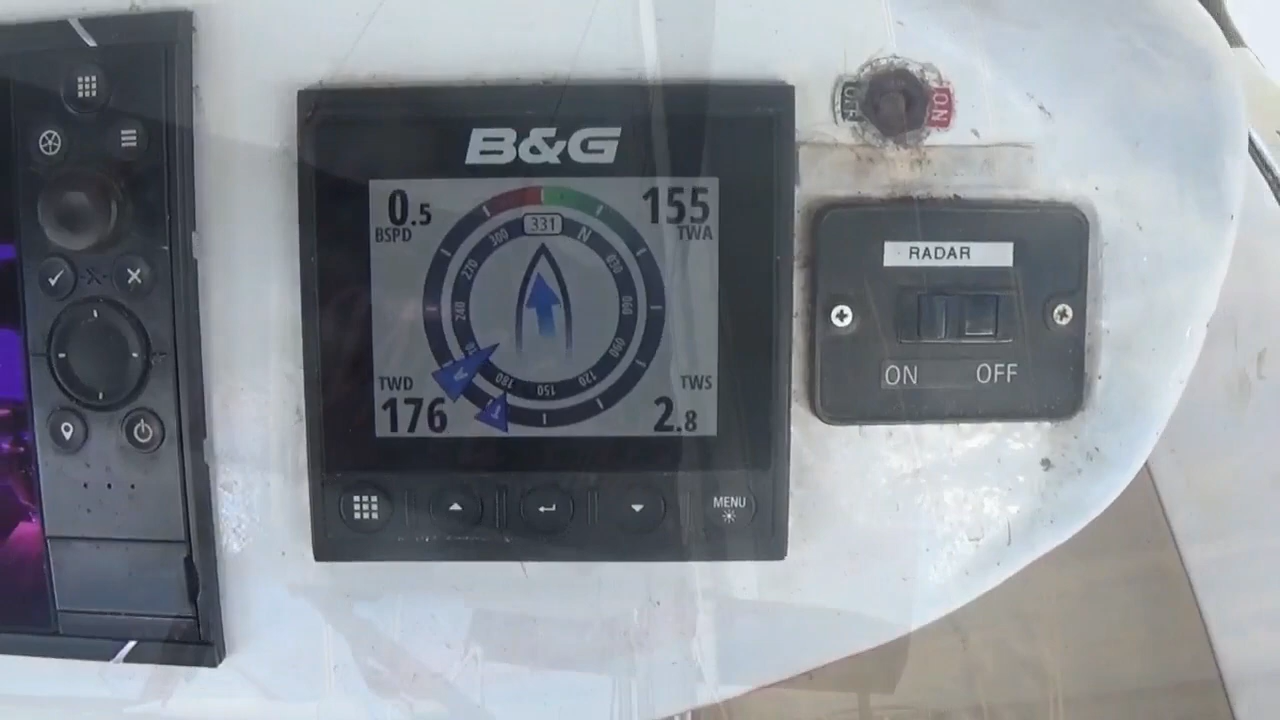 B&G
0.5
BSPD
155
TWA
331
300
N
270
030
240
060
090
180
150
120
A
T
TWD
176
TWS
2.8
MENU
OFF
ON
RADAR
ON
OFF